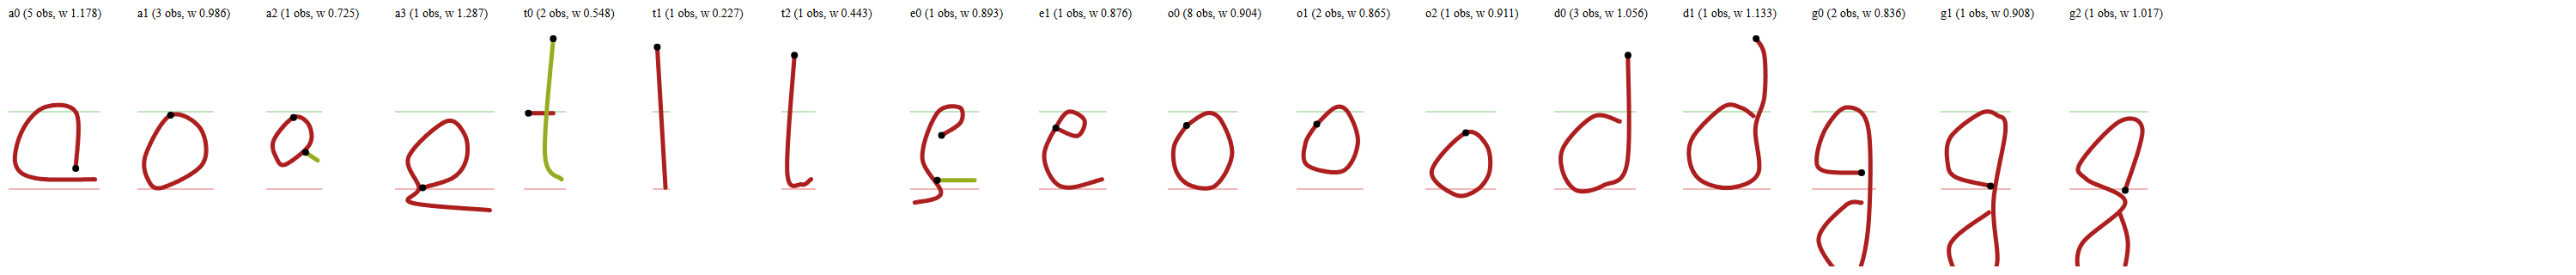 a0 (5 obs, w 1.178) a1 (3 obs, w 0.986) a2 (1 obs, w 0.725) a3 (1 obs, w 1.287) t0 (2 obs, w 0.548) t1 (1 obs, w 0.227) t2 (1 obs, w 0.443) e0 (1 obs, w 0.893) e1 (1 obs, w 0.876) o0 (8 obs, w 0.904) o1 (2 obs, w 0.865) o2 (1 obs, w 0.911) d0 (3 obs, w 1.056) d1 (1 obs, w 1.133) g0 (2 obs, w 0.836) g1 (1 obs, w 0.908) g2 (1 obs, w 1.017)